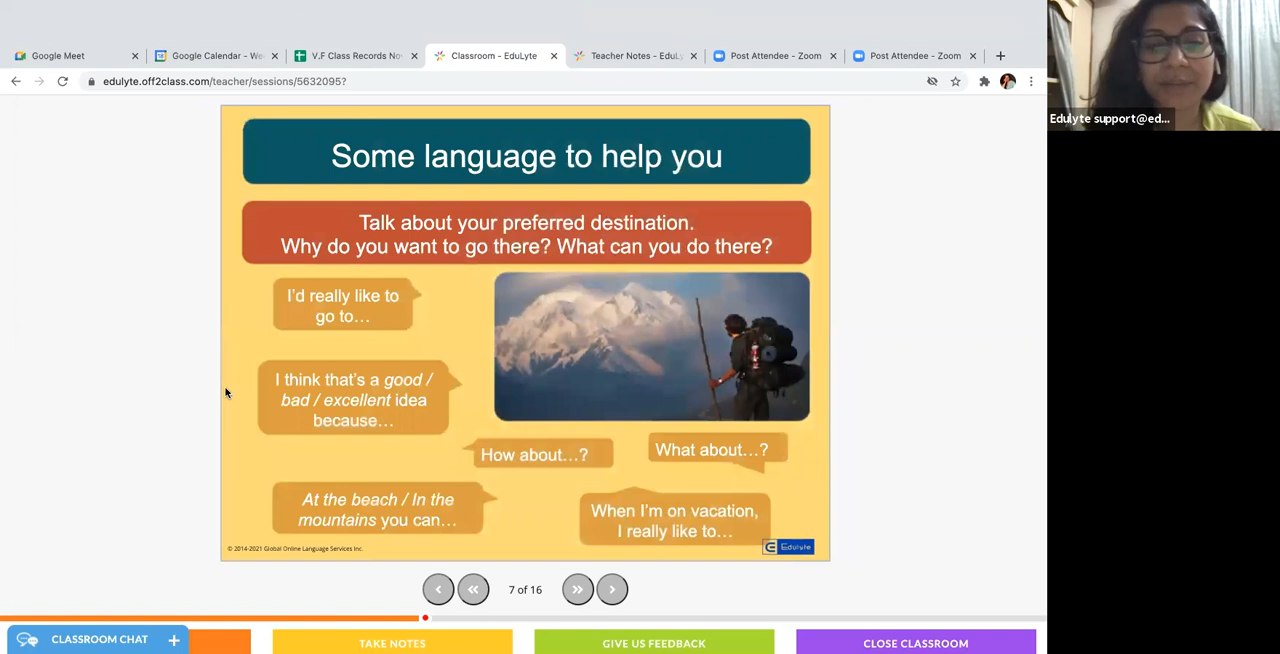 Google Meet
Google Calendar - We
V.F Class Records No
Classroom - EduLyte
Teacher Notes - EduL
Post Attendee - Zoom
Post Attendee - Zoom
edulyte.off2class.com/teacher/sessions/5632095?
Edulyte support@ed...
Some language to help you
Talk about your preferred destination.
Why do you want to go there? What can you do there?
I'd really like to
go to…
I think that's a good /
bad / excellent idea
because…
How about…?
What about…?
At the beach / In the
mountains you can…
When I'm on vacation,
I really like to…
© 2014-2021 Global Online Language Services Inc.
Edulyte
7 of 16
CLASSROOM CHAT
TAKE NOTES
GIVE US FEEDBACK
CLOSE CLASSROOM